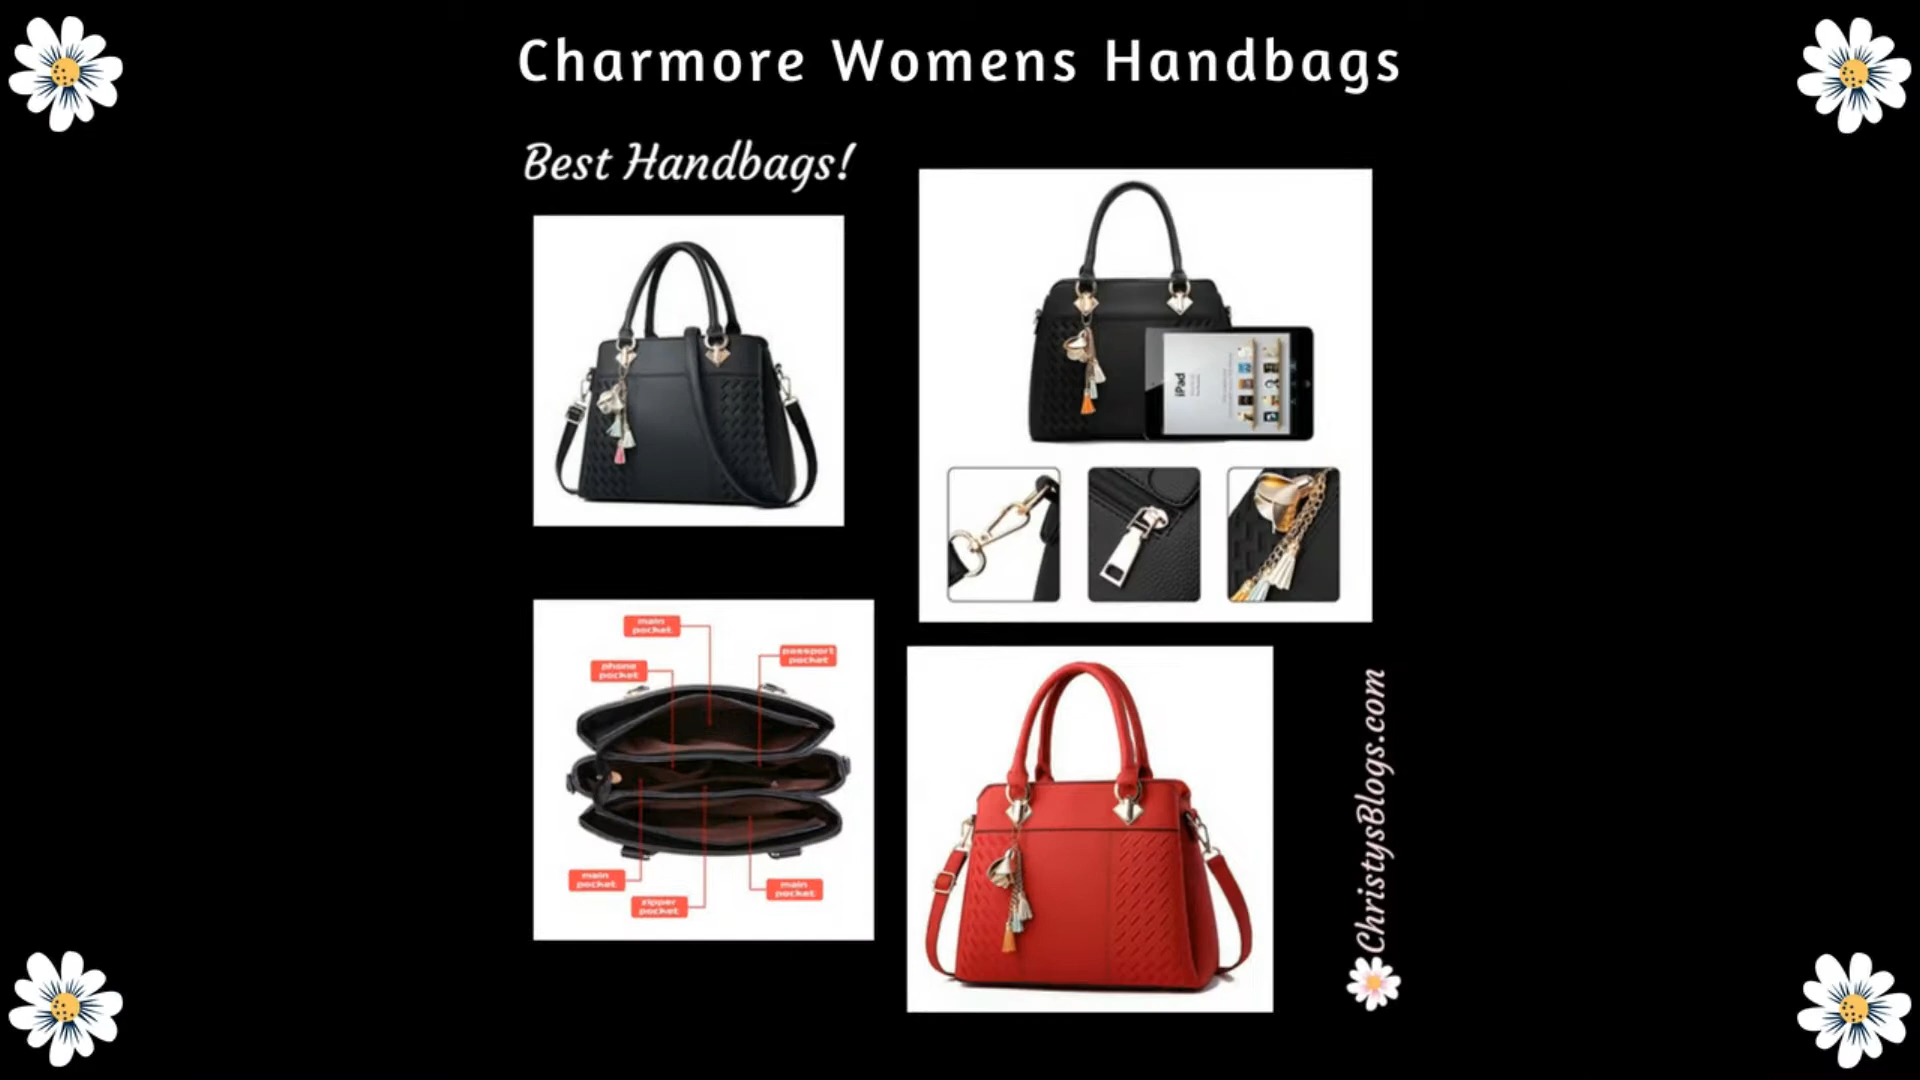 Charmore Womens Handbags
Best Handbags!
iPad
main
pocket
phone
pocket
passport
pocket
main
pocket
zipper
pocket
main
pocket
ChristysBlogs.com